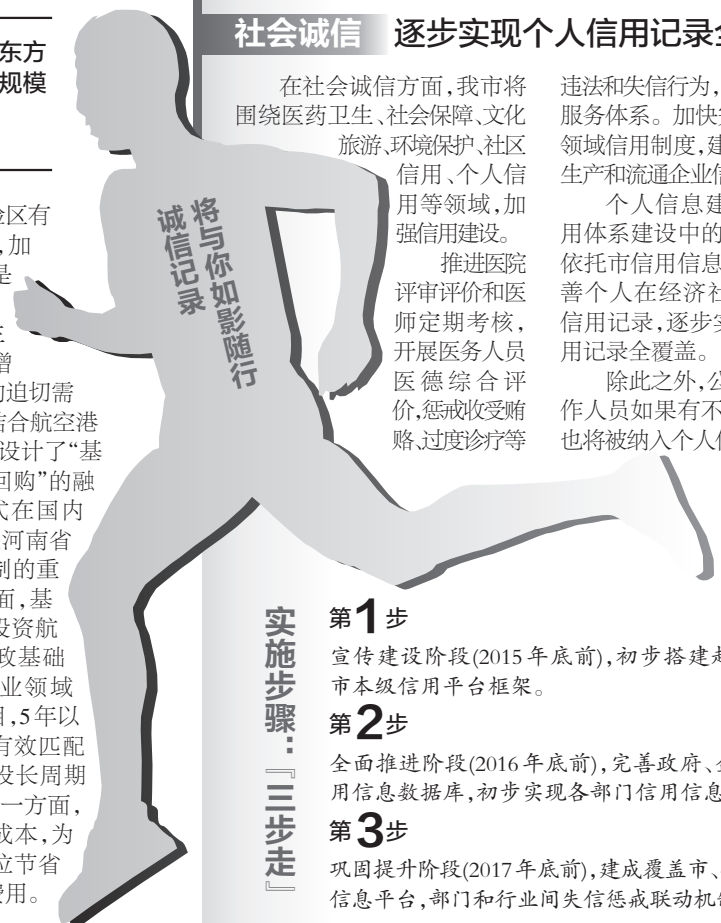 东方
规模
险区有
,加
是
增
的迫切需
结合航空港
设计了“基
回购”的融
式在国内
河南省
制的重
面,基
投资航
政基础
业领域
目,5年以
有效匹配
设长周期
一方面,
成本,为
位节省
费用。
将与你如影随行
诚信记录
社会诚信 逐步实现个人信用记录全
在社会诚信方面,我市将
围绕医药卫生、社会保障、文化
旅游、环境保护、社区
信用、个人信
用等领域,加
强信用建设。
推进医院
评审评价和医
师定期考核,
开展医务人员
医德综合评
价,惩戒收受贿
赂、过度诊疗等
违法和失信行为,
服务体系。加快
领域信用制度,建
生产和流通企业信
个人信息建
用体系建设中的
依托市信用信息
善个人在经济社
信用记录,逐步实
用记录全覆盖。
除此之外,公
作人员如果有不
也将被纳入个人信
实施步骤:『三步走』
第1步
宣传建设阶段(2015年底前),初步搭建起
市本级信用平台框架。
第2步
全面推进阶段(2016年底前),完善政府、企
用信息数据库,初步实现各部门信用信息
第3步
巩固提升阶段(2017年底前),建成覆盖市、
信息平台,部门和行业间失信惩戒联动机制